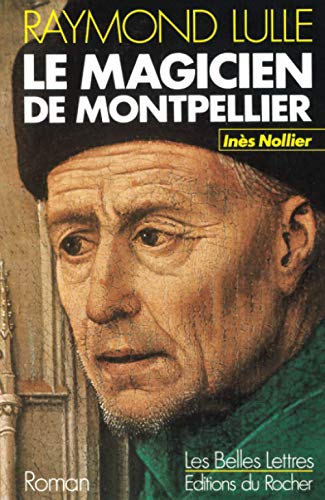 RAYMOND LULLE
LE MAGICIEN
DE MONTPELLIER
Inès Nollier
Les Belles Lettres
Roman
Editions du Rocher